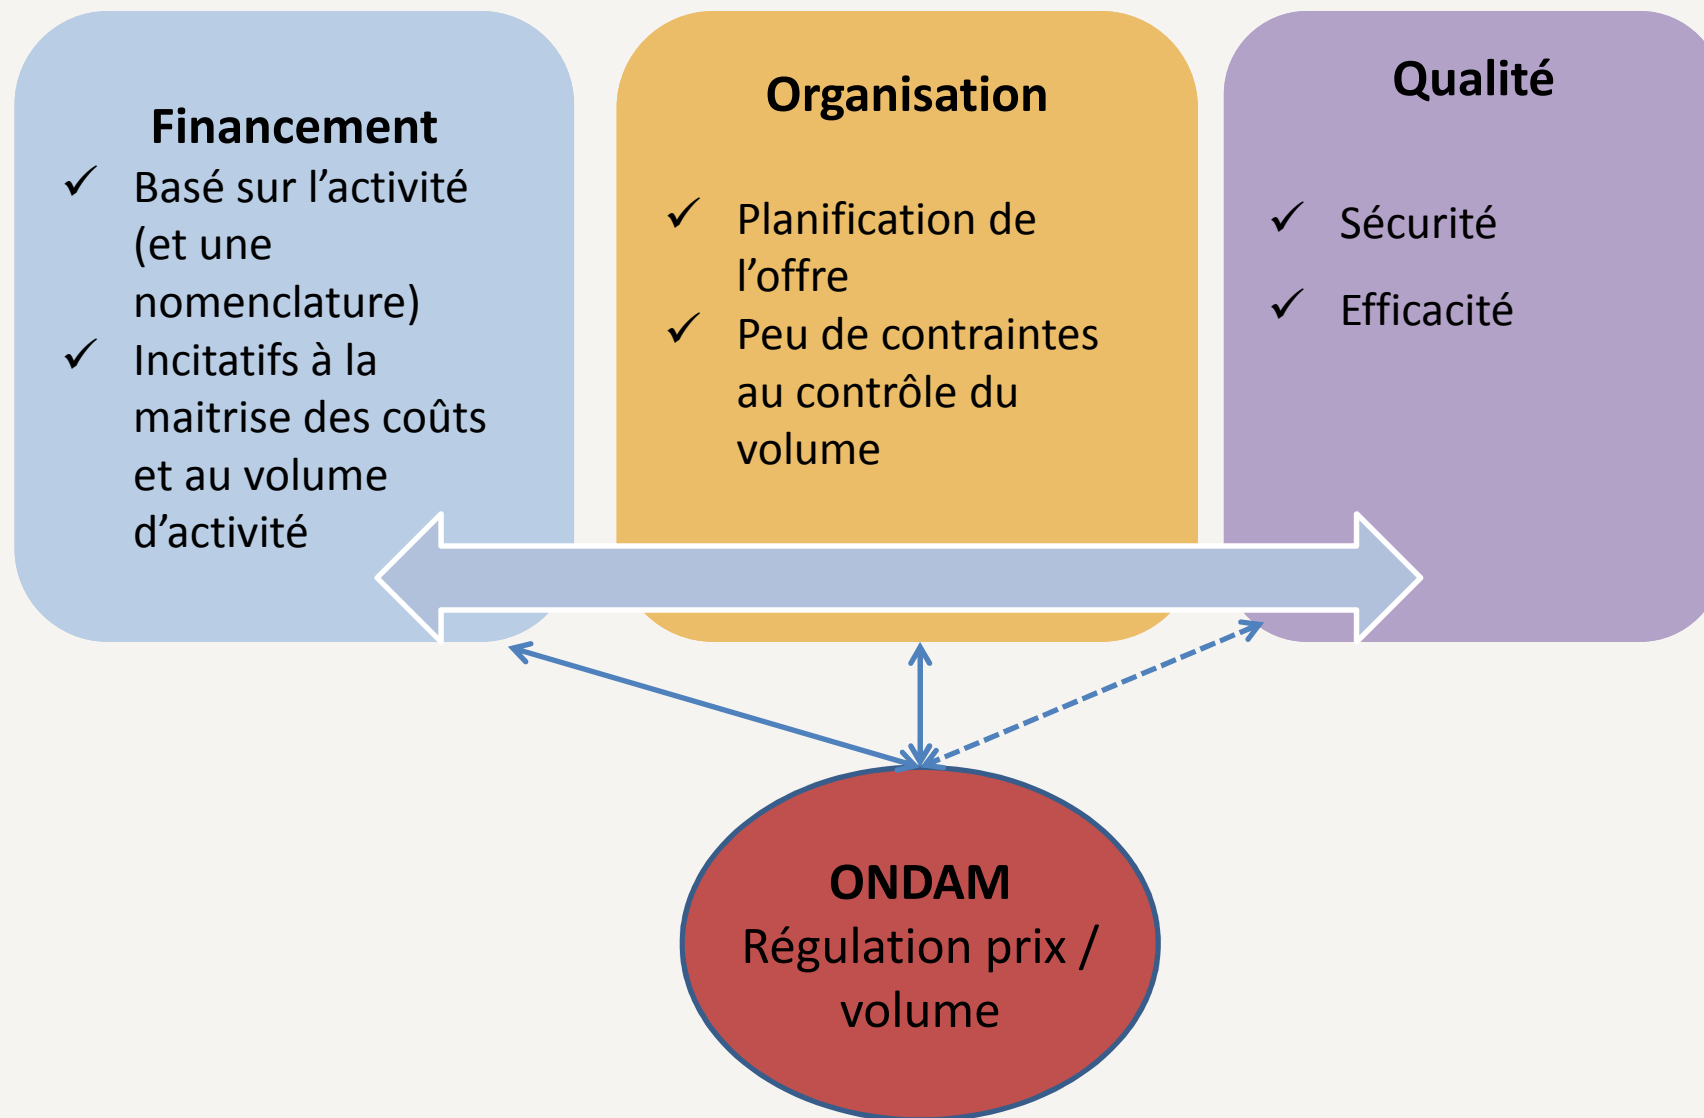 Financement
✓ Basé sur l’activité
(et une
nomenclature)
✓ Incitatifs à la
maitrise des coûts
et au volume
d’activité
Organisation
✓ Planification de
l’offre
✓ Peu de contraintes
au contrôle du
volume
Qualité
✓ Sécurité
✓ Efficacité
ONDAM
Régulation prix /
volume